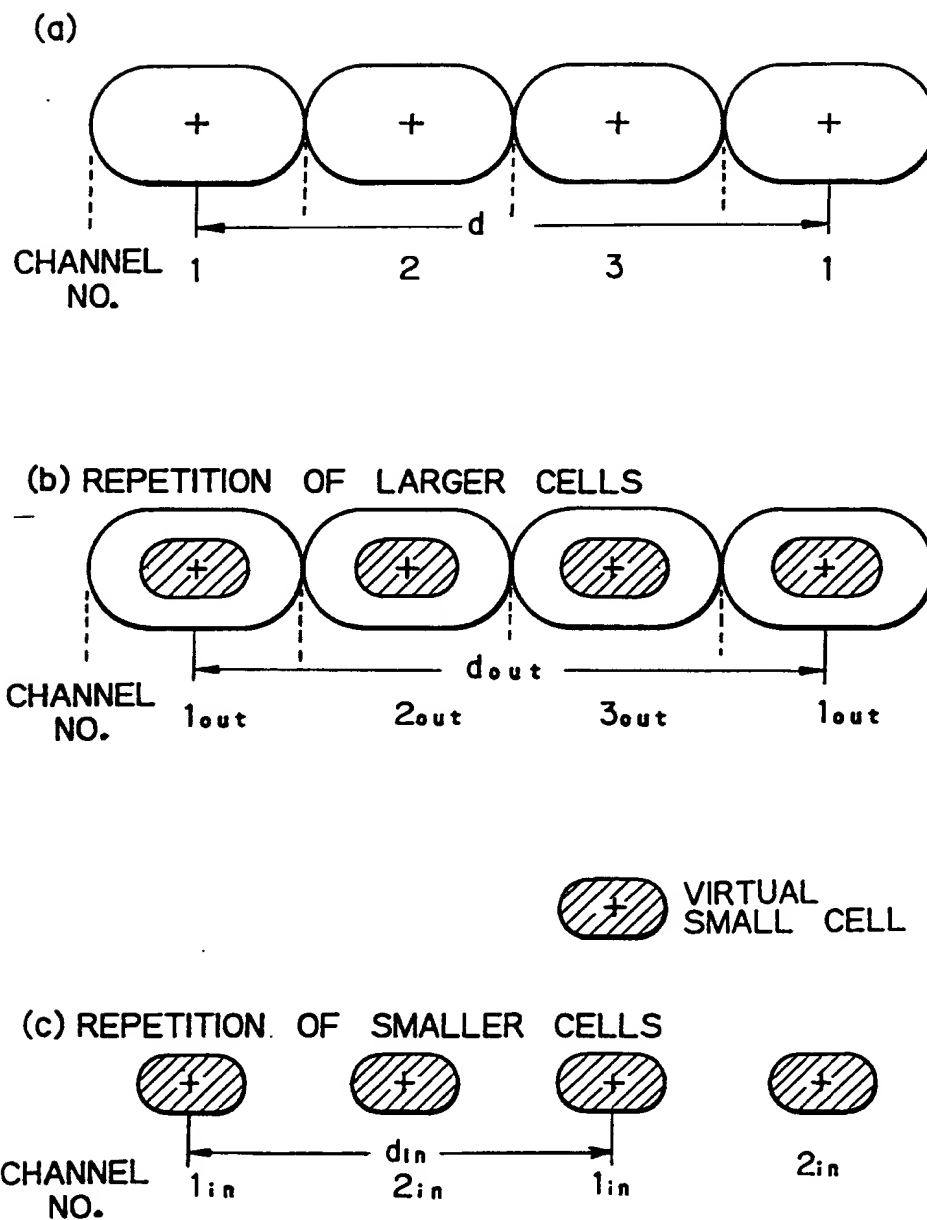 (a)
d
CHANNEL NO. 1 2 3 1
(b) REPETITION OF LARGER CELLS
dout
CHANNEL NO. 1out 2out 3out 1out
VIRTUAL
SMALL CELL
(c) REPETITION OF SMALLER CELLS
din
CHANNEL NO. 1in 2in 1in 2in